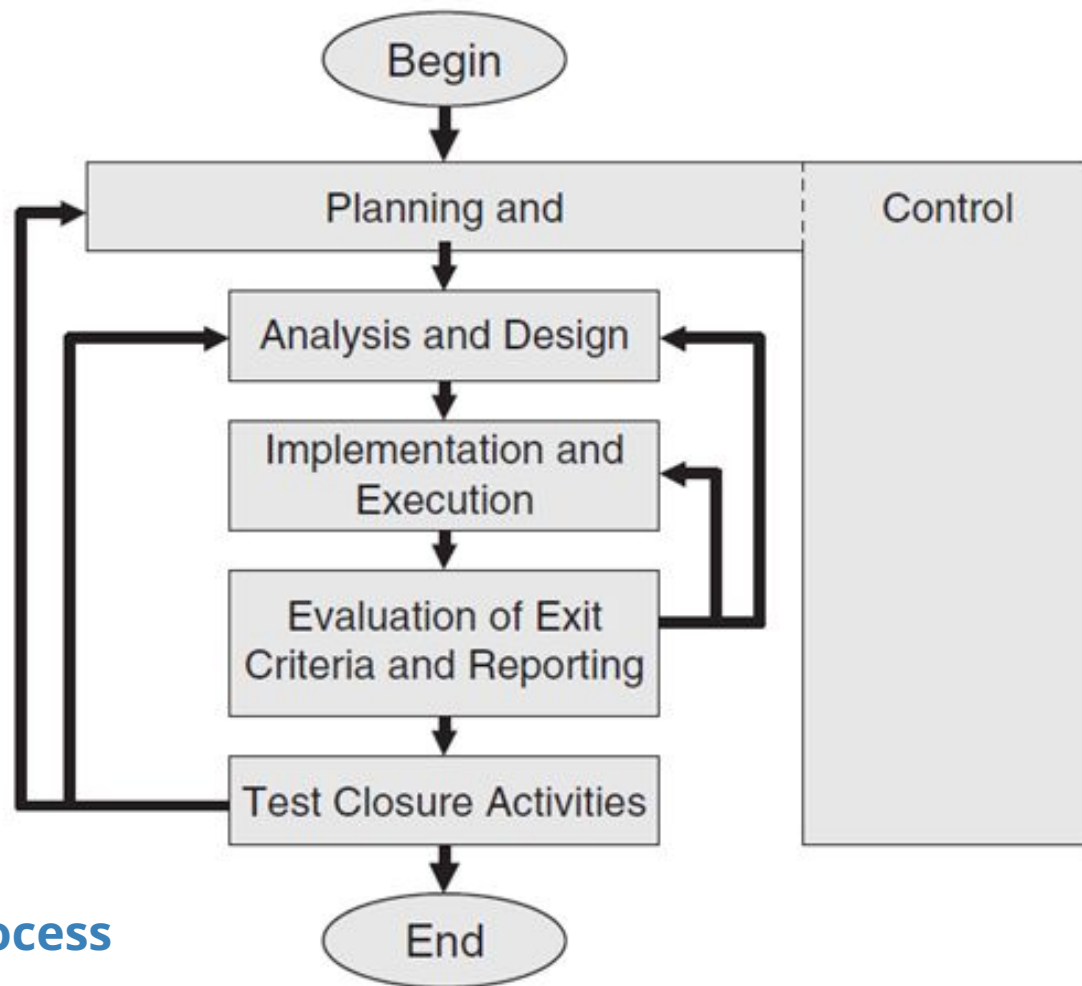 Begin
Planning and
Control
Analysis and Design
Implementation and
Execution
Evaluation of Exit
Criteria and Reporting
Test Closure Activities
End
ocess